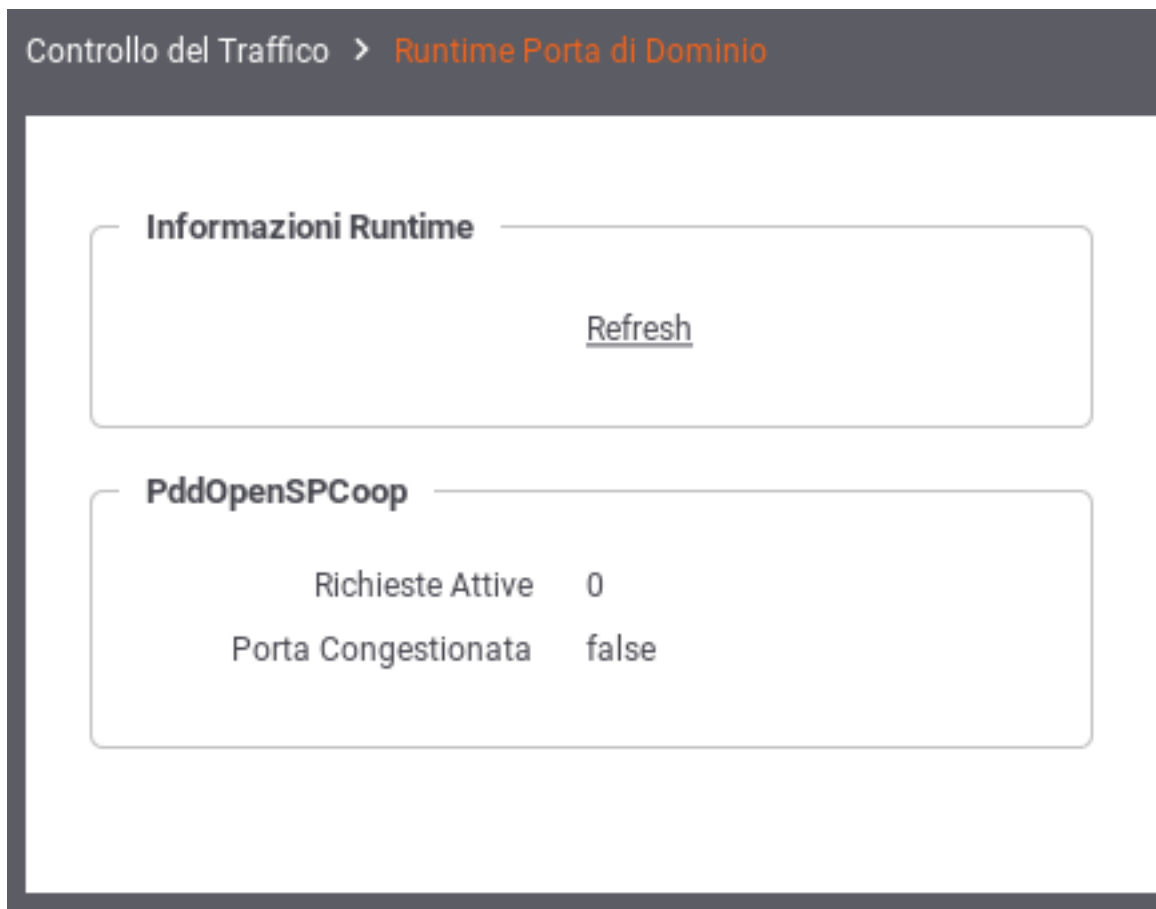 Controllo del Traffico > Runtime Porta di Dominio
Informazioni Runtime
Refresh
PddOpenSPCoop
Richieste Attive 0
Porta Congestionata false